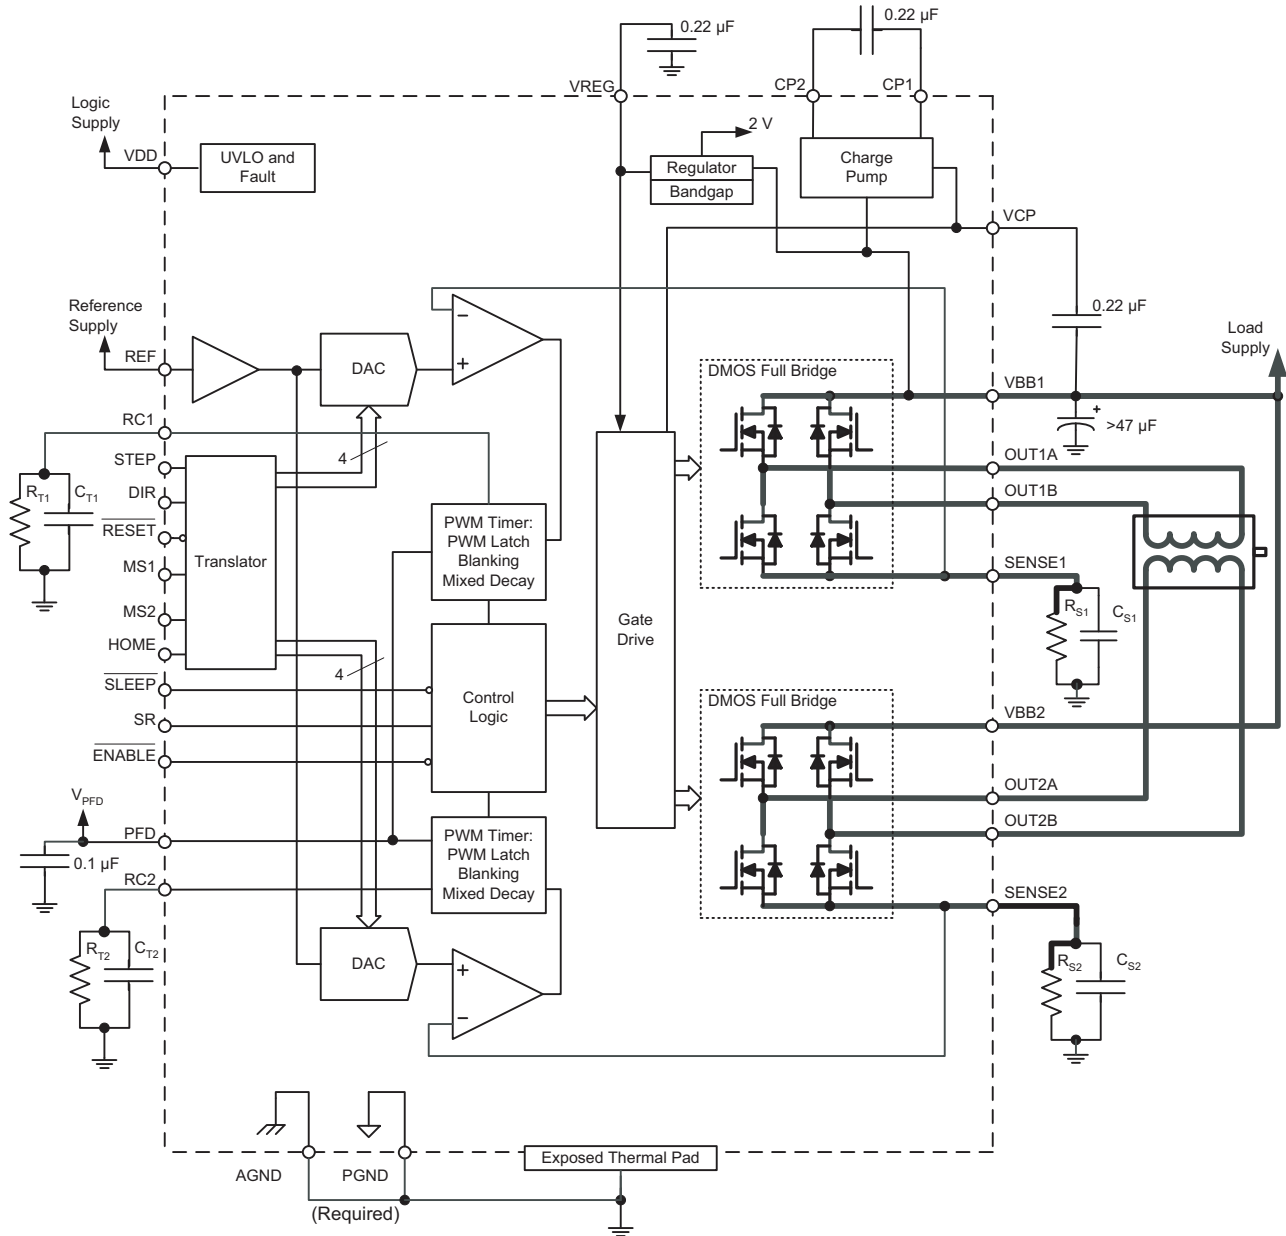 0.22 µF
0.22 µF
VREG
CP2
CP1
Logic
Supply
VDD
UVLO and
Fault
2 V
Regulator
Bandgap
Charge
Pump
VCP
0.22 µF
Reference
Supply
REF
DAC
−
+
Load
Supply
DMOS Full Bridge
VBB1
+
>47 µF
RC1
4
STEP
OUT1A
RT1
CT1
DIR
OUT1B
RESET
PWM Timer:
PWM Latch
Blanking
Mixed Decay
Translator
MS1
SENSE1
MS2
RS1
CS1
HOME
Gate
Drive
4
SLEEP
Control
Logic
DMOS Full Bridge
SR
VBB2
ENABLE
VPFD
OUT2A
PFD
PWM Timer:
PWM Latch
Blanking
Mixed Decay
OUT2B
0.1 µF
RC2
SENSE2
RT2
CT2
DAC
+
−
RS2
CS2
Exposed Thermal Pad
AGND
PGND
(Required)